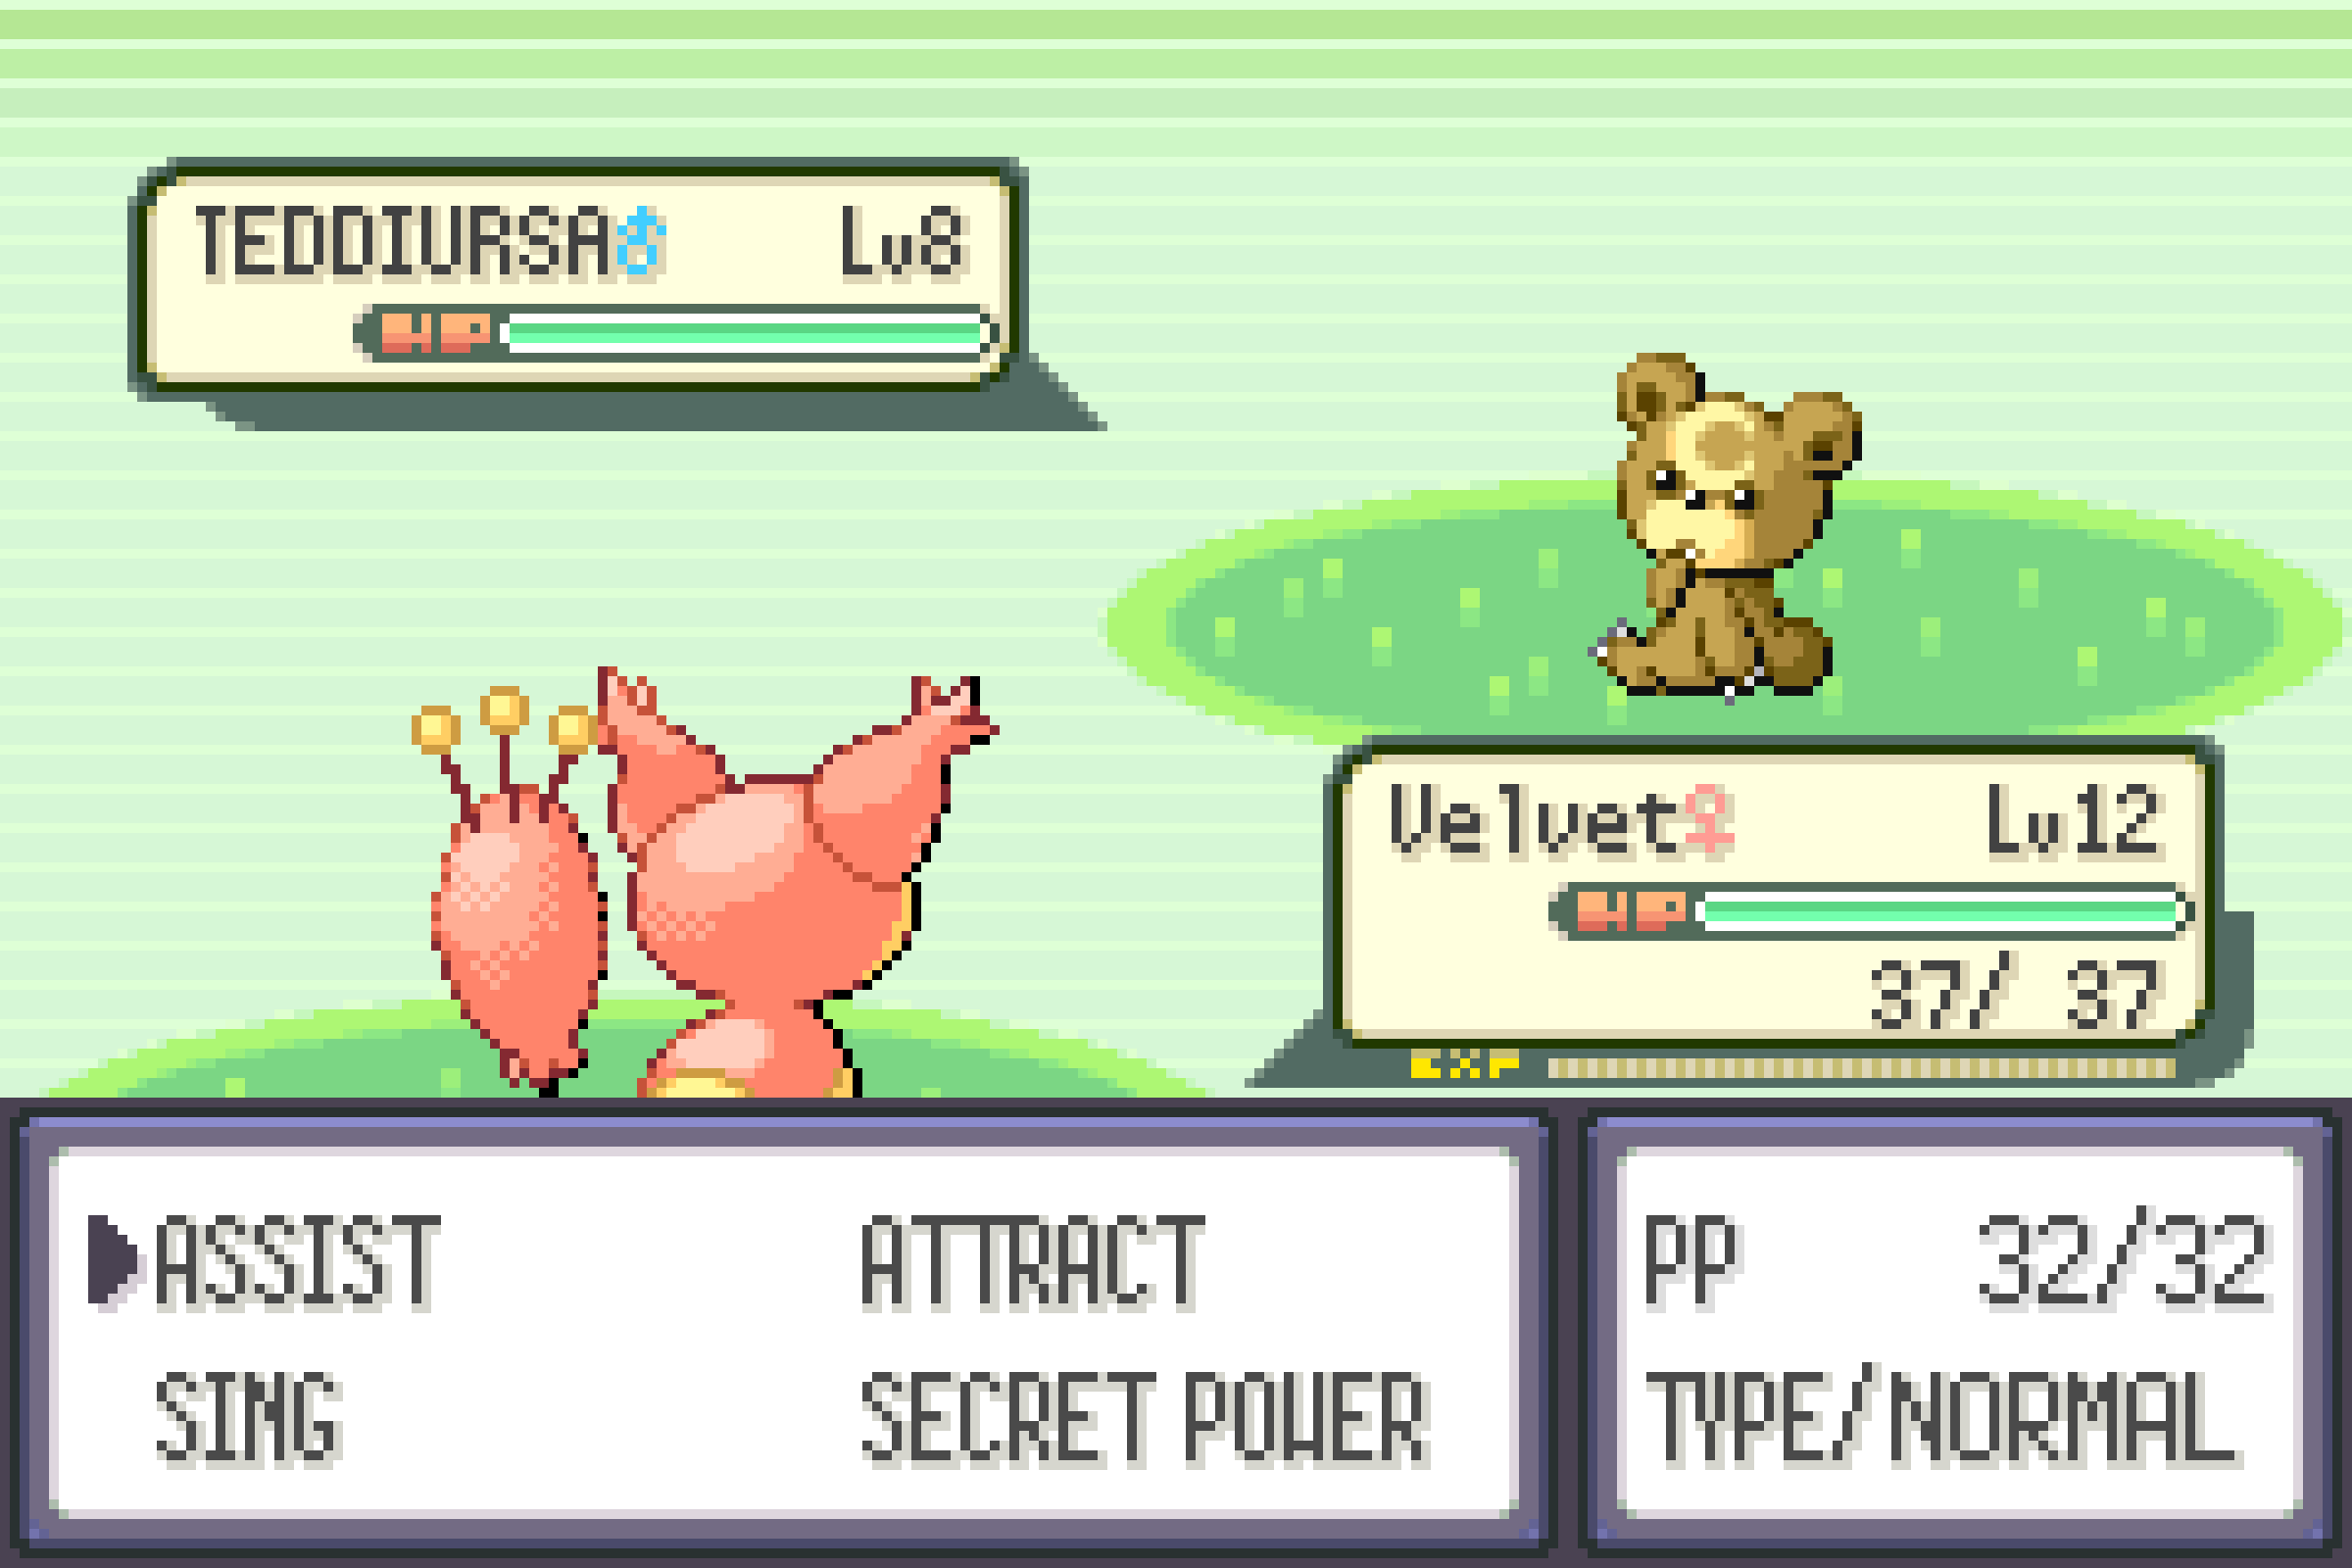 TEDDIURSA♂ Lv8
HP
Velvet♀ Lv12
HP
37/ 37
EXP
ASSIST ATTRACT
SING SECRET POWER
PP 32/32
TYPE/NORMAL